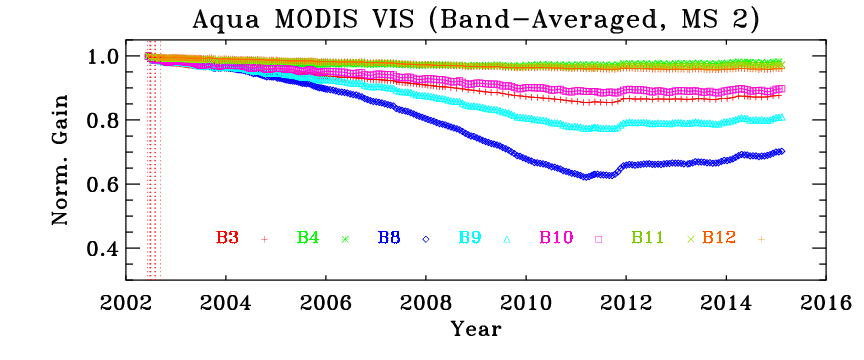 Aqua MODIS VIS (Band-Averaged, MS 2)
1.0
0.8
0.6
0.4
Norm. Gain
B3 B4 B8 B9 B10 B11 B12
2002 2004 2006 2008 2010 2012 2014 2016
Year